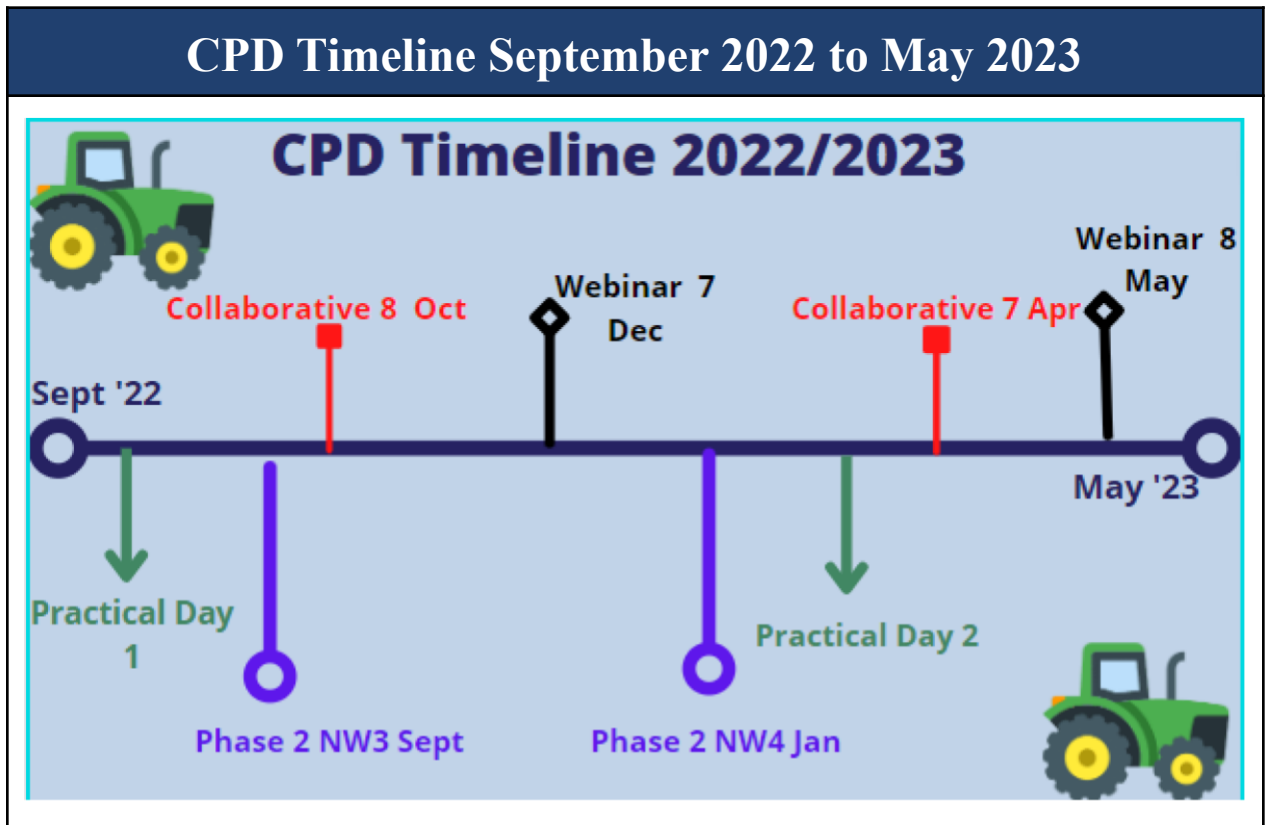 CPD Timeline September 2022 to May 2023
CPD Timeline 2022/2023
Webinar 8
May
Webinar 7
Dec
Collaborative 8 Oct
Collaborative 7 Apr
Sept '22
May '23
Practical Day
1
Practical Day 2
Phase 2 NW3 Sept
Phase 2 NW4 Jan